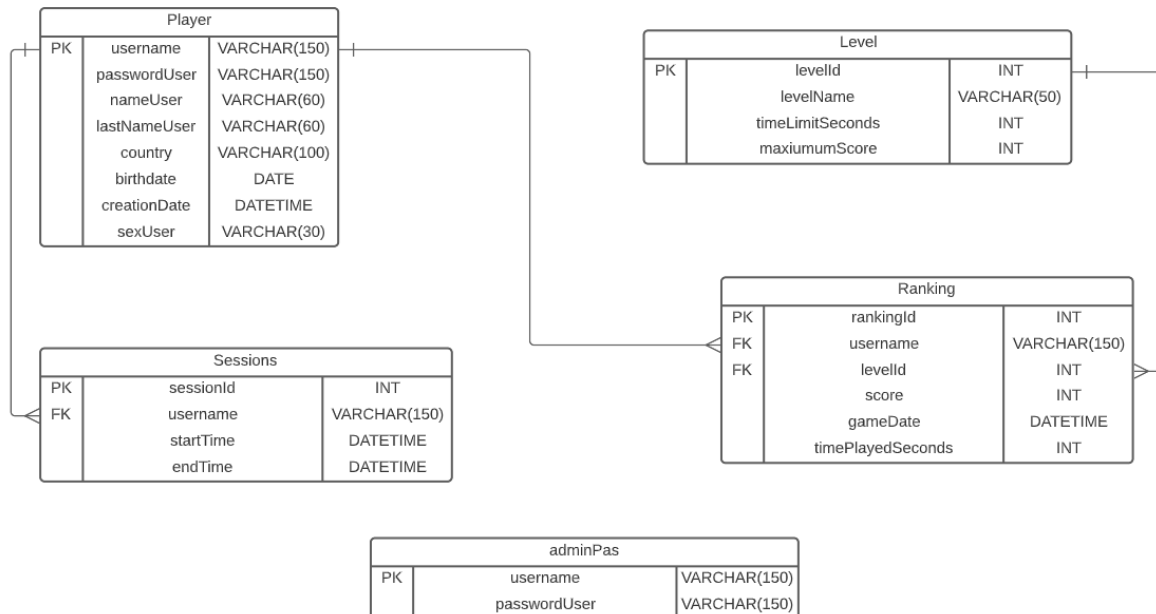 Player
PK username VARCHAR(150)
passwordUser VARCHAR(150)
nameUser VARCHAR(60)
lastNameUser VARCHAR(60)
country VARCHAR(100)
birthdate DATE
creationDate DATETIME
sexUser VARCHAR(30)
Level
PK levelId INT
levelName VARCHAR(50)
timeLimitSeconds INT
maxiumumScore INT
Sessions
PK sessionId INT
FK username VARCHAR(150)
startTime DATETIME
endTime DATETIME
Ranking
PK rankingId INT
FK username VARCHAR(150)
FK levelId INT
score INT
gameDate DATETIME
timePlayedSeconds INT
adminPas
PK username VARCHAR(150)
passwordUser VARCHAR(150)